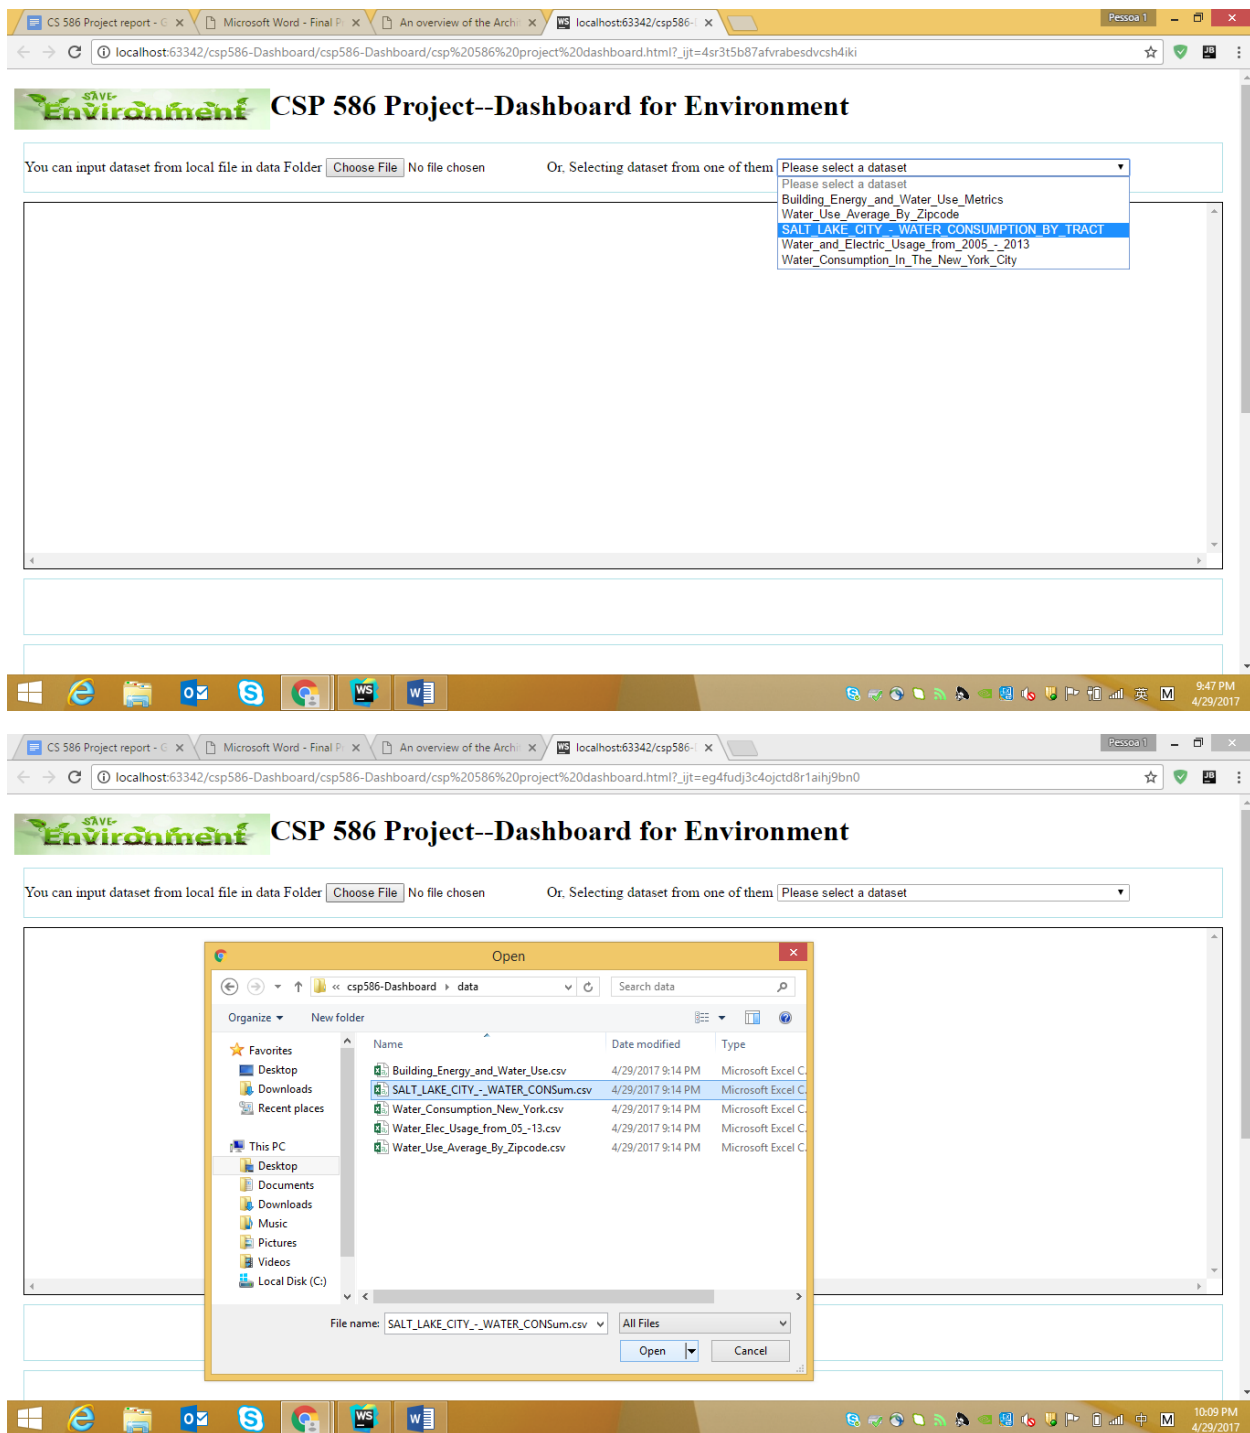 CS 586 Project report - G
Microsoft Word - Final P
An overview of the Archi
localhost:63342/csp586-
Pessoa 1
localhost:63342/csp586-Dashboard/csp586-Dashboard/csp%20586%20project%20dashboard.html?_ijt=4sr3t5b87afvrabesdvcsh4iki
SAVE
Environment
CSP 586 Project--Dashboard for Environment
You can input dataset from local file in data Folder Choose File No file chosen Or, Selecting dataset from one of them Please select a dataset
Please select a dataset
Building_Energy_and_Water_Use_Metrics
Water_Use_Average_By_Zipcode
SALT_LAKE_CITY_-_WATER_CONSUMPTION_BY_TRACT
Water_and_Electric_Usage_from_2005_-_2013
Water_Consumption_In_The_New_York_City
英 M 9:47 PM
4/29/2017
CS 586 Project report - G
Microsoft Word - Final P
An overview of the Archi
localhost:63342/csp586-
Pessoa 1
localhost:63342/csp586-Dashboard/csp586-Dashboard/csp%20586%20project%20dashboard.html?_ijt=eg4fudj3c4ojctd8r1aihj9bn0
SAVE
Environment
CSP 586 Project--Dashboard for Environment
You can input dataset from local file in data Folder Choose File No file chosen Or, Selecting dataset from one of them Please select a dataset
Open
« csp586-Dashboard data Search data
Organize New folder
Name Date modified Type
Favorites
Desktop
Downloads
Recent places
This PC
Desktop
Documents
Downloads
Music
Pictures
Videos
Local Disk (C:)
Building_Energy_and_Water_Use.csv 4/29/2017 9:14 PM Microsoft Excel C
SALT_LAKE_CITY_-_WATER_CONSum.csv 4/29/2017 9:14 PM Microsoft Excel C
Water_Consumption_New_York.csv 4/29/2017 9:14 PM Microsoft Excel C
Water_Elec_Usage_from_05_-13.csv 4/29/2017 9:14 PM Microsoft Excel C
Water_Use_Average_By_Zipcode.csv 4/29/2017 9:14 PM Microsoft Excel C
File name: SALT_LAKE_CITY_-_WATER_CONSum.csv All Files
Open Cancel
中 M 10:09 PM
4/29/2017